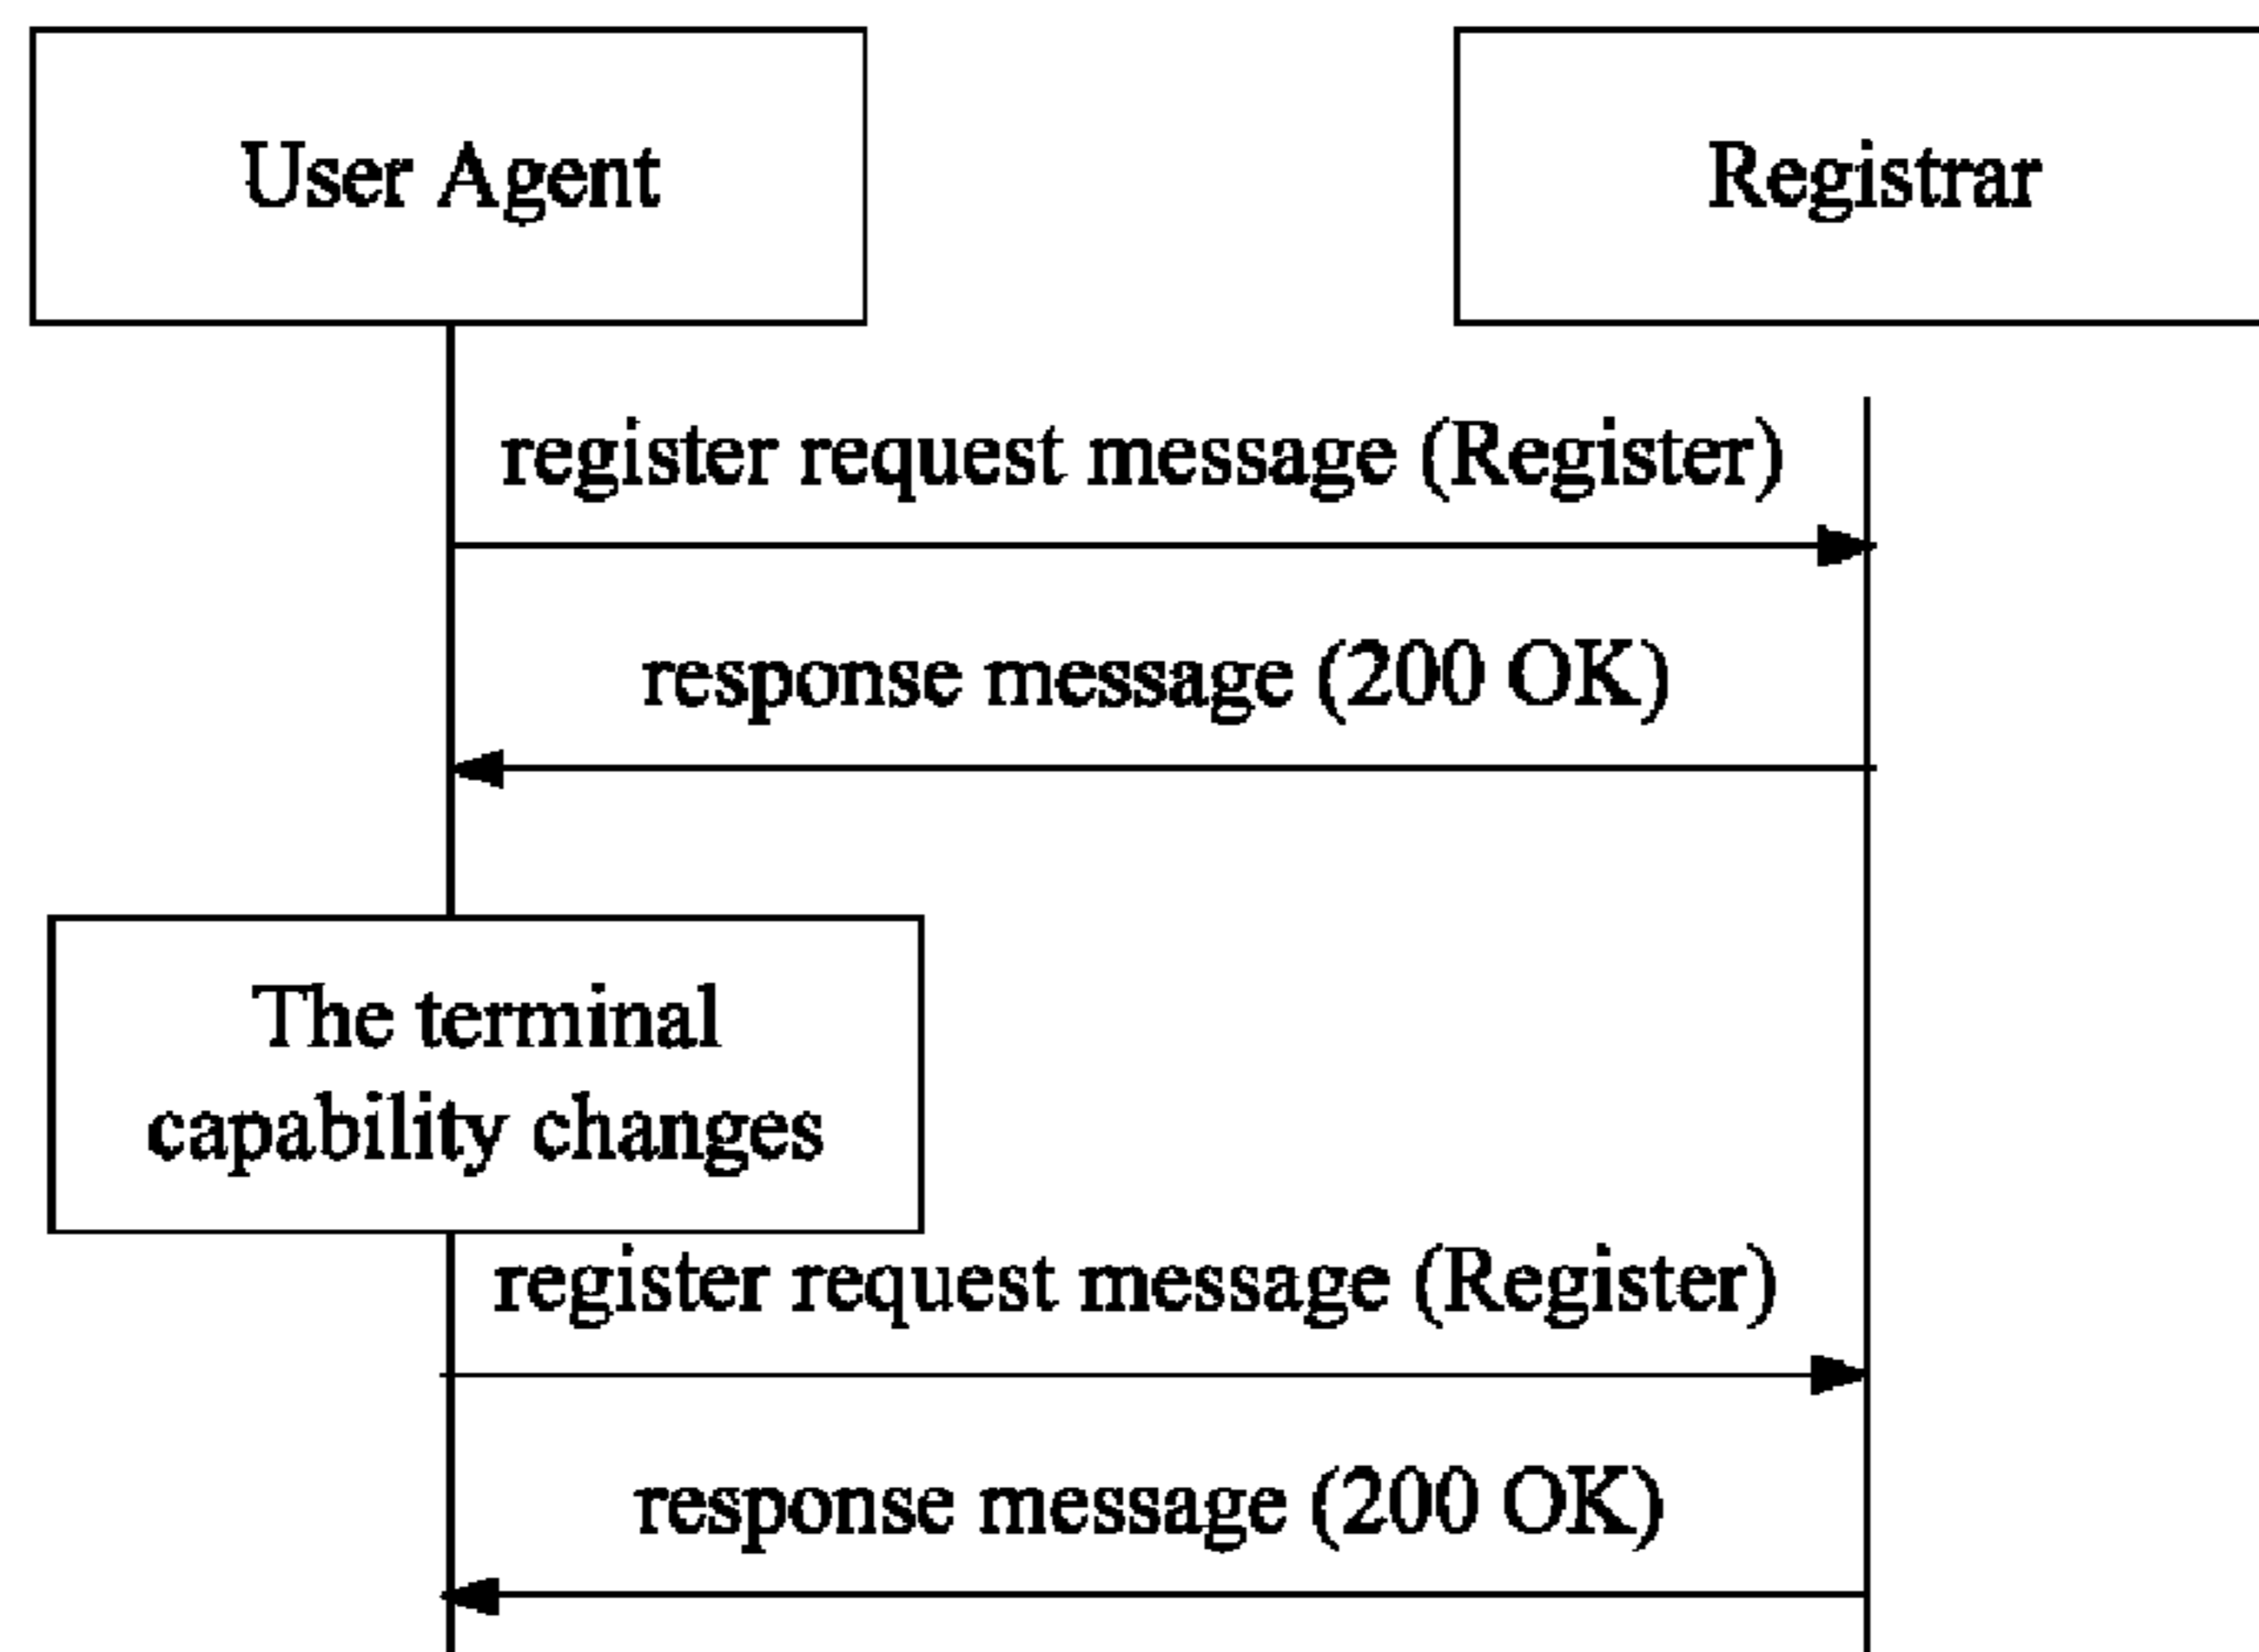 User Agent
Registrar
register request message (Register)
response message (200 OK)
The terminal
capability changes
register request message (Register)
response message (200 OK)